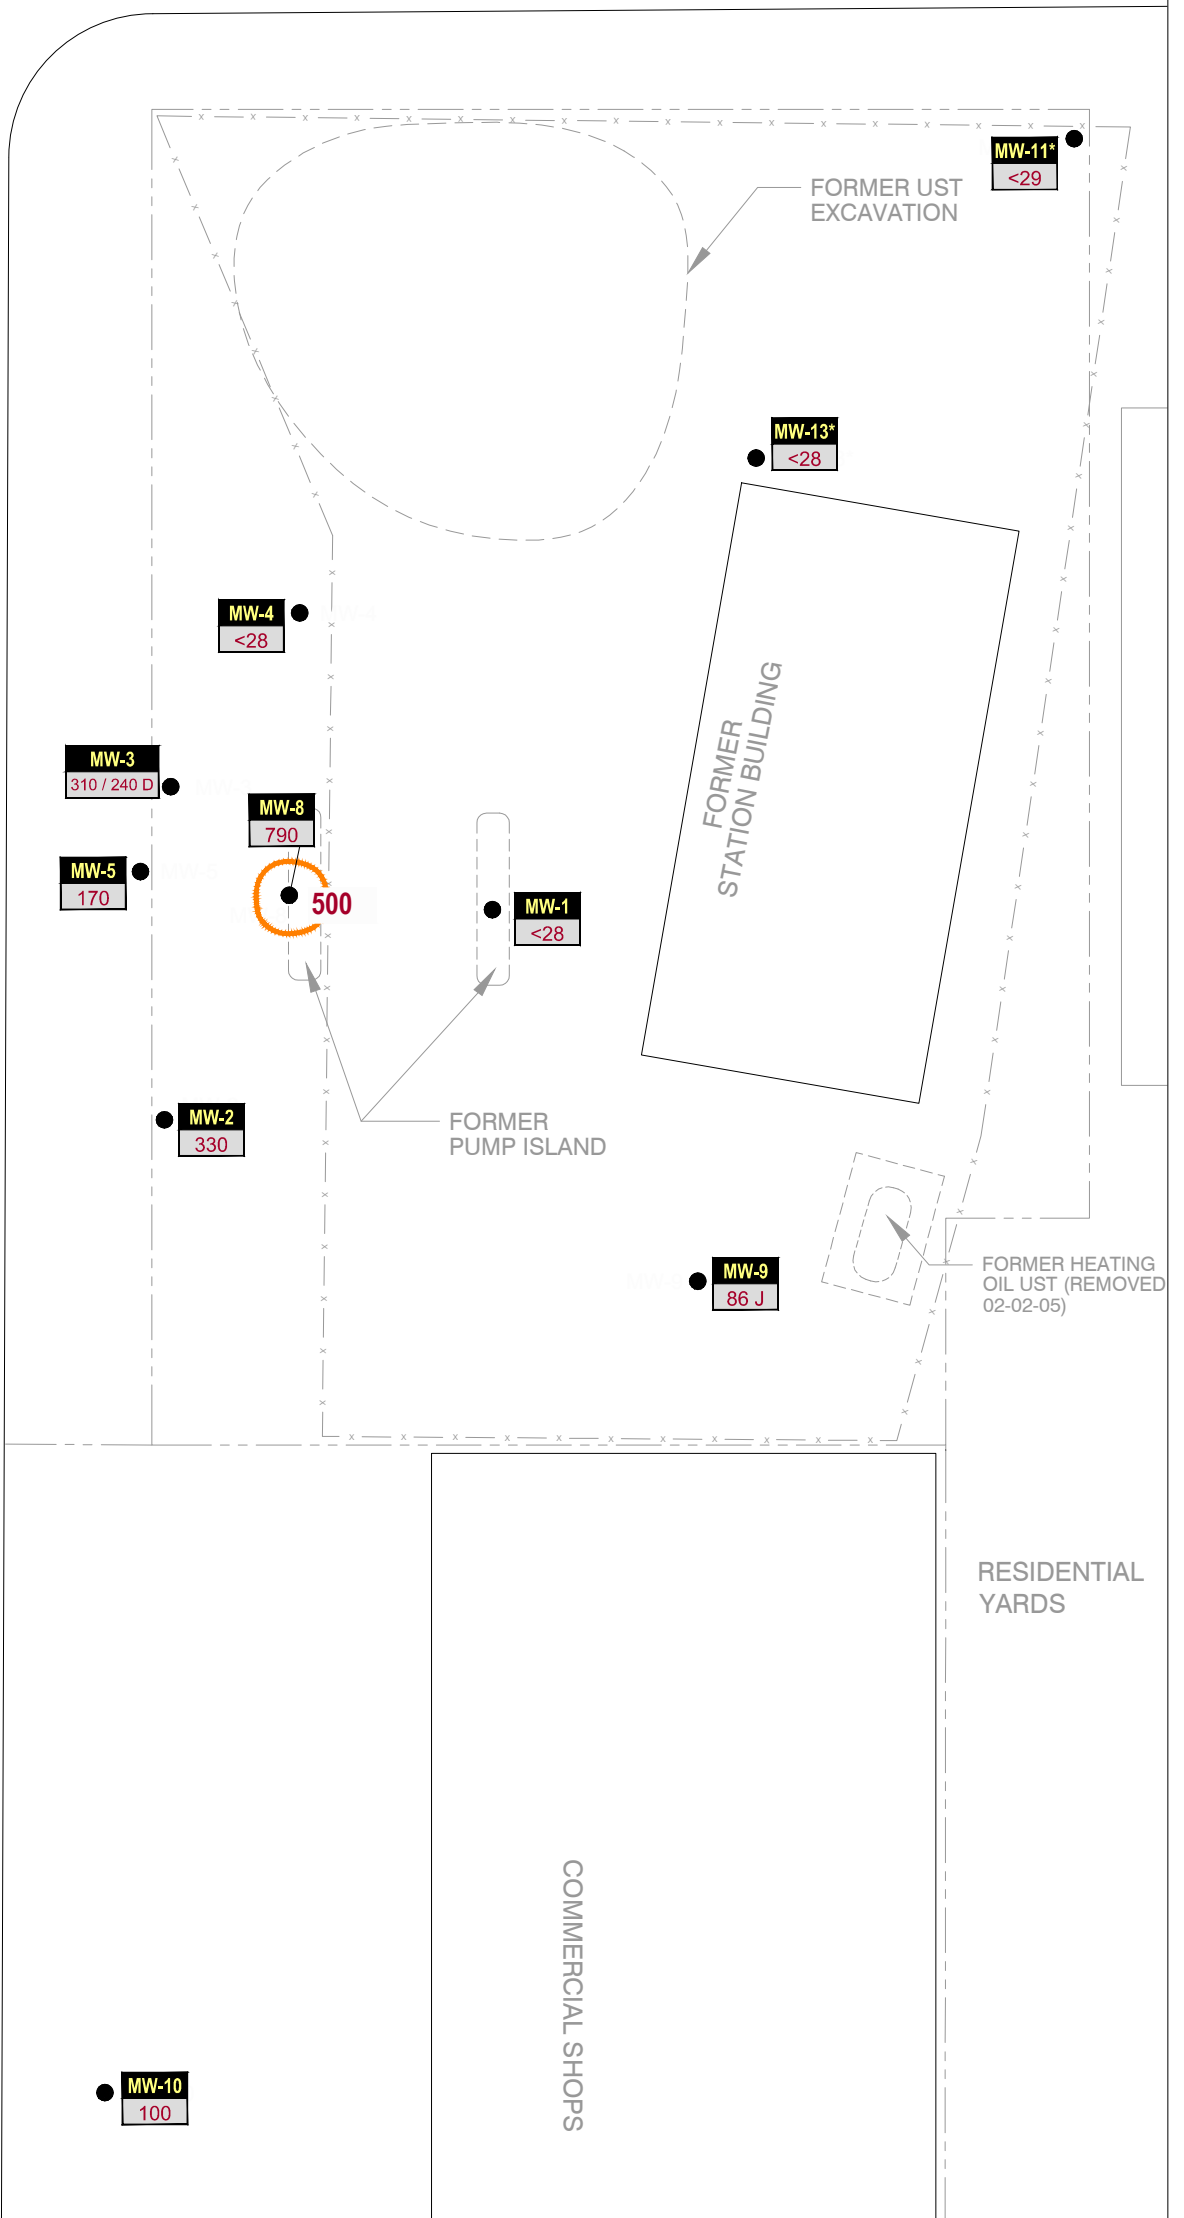 MW-11*
<29
FORMER UST
EXCAVATION
MW-13*
<28
MW-4
<28
FORMER
STATION BUILDING
MW-3
310 / 240 D
MW-8
790
MW-5
170
500
MW-1
<28
MW-2
330
FORMER
PUMP ISLAND
MW-9
86 J
FORMER HEATING
OIL UST (REMOVED
02-02-05)
RESIDENTIAL
YARDS
COMMERCIAL SHOPS
MW-10
100